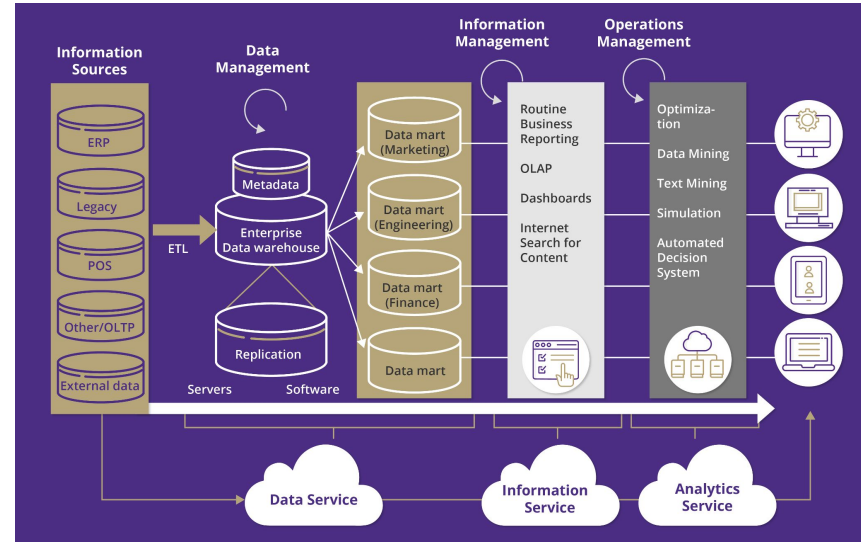 Information
Sources
Data
Management
Information
Management
Operations
Management
ERP
Legacy
POS
Other/OLTP
External data
ETL
Metadata
Enterprise
Data warehouse
Replication
Servers
Software
Data mart
(Marketing)
Data mart
(Engineering)
Data mart
(Finance)
Data mart
Routine
Business
Reporting
OLAP
Dashboards
Internet
Search for
Content
Optimiza-
tion
Data Mining
Text Mining
Simulation
Automated
Decision
System
Data Service
Information
Service
Analytics
Service